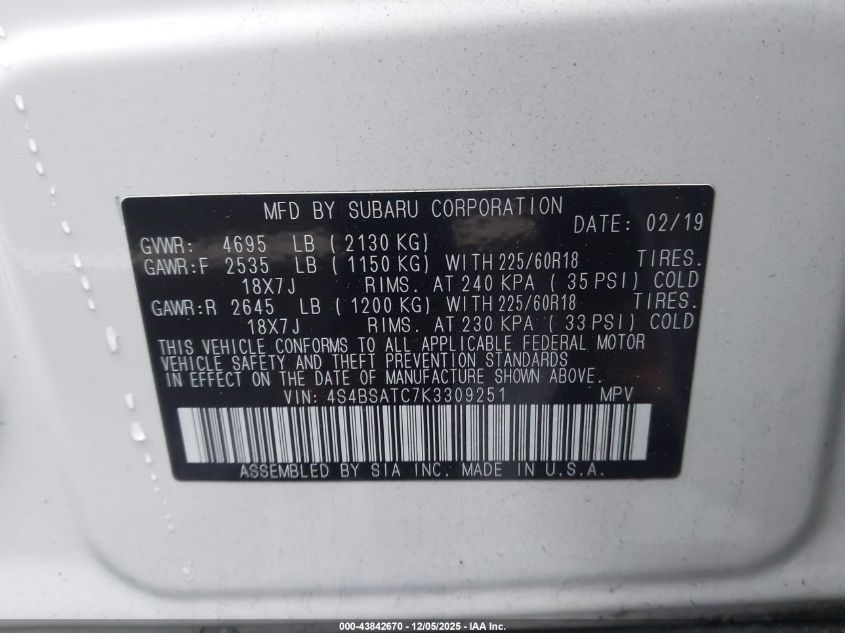 MFD BY SUBARU CORPORATION
DATE: 02/19
GVWR: 4695 LB ( 2130 KG)
GAWR:F 2535 LB ( 1150 KG) WITH 225/60R18 TIRES.
18X7J RIMS. AT 240 KPA ( 35 PSI) COLD
GAWR:R 2645 LB ( 1200 KG) WITH 225/60R18 TIRES.
18X7J RIMS. AT 230 KPA ( 33 PSI) COLD
THIS VEHICLE CONFORMS TO ALL APPLICABLE FEDERAL MOTOR
VEHICLE SAFETY AND THEFT PREVENTION STANDARDS
IN EFFECT ON THE DATE OF MANUFACTURE SHOWN ABOVE.
VIN: 4S4BSATC7K3309251 MPV
ASSEMBLED BY SIA INC. MADE IN U.S.A.
000-43842670 - 12/05/2025 - IAA Inc.